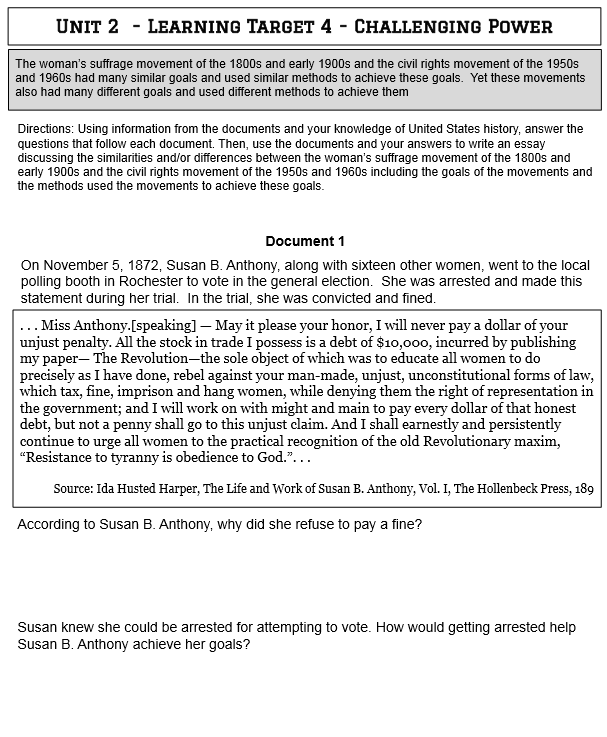 Unit 2 - Learning Target 4 - Challenging Power
The woman's suffrage movement of the 1800s and early 1900s and the civil rights movement of the 1950s
and 1960s had many similar goals and used similar methods to achieve these goals. Yet these movements
also had many different goals and used different methods to achieve them
Directions: Using information from the documents and your knowledge of United States history, answer the
questions that follow each document. Then, use the documents and your answers to write an essay
discussing the similarities and/or differences between the woman's suffrage movement of the 1800s and
early 1900s and the civil rights movement of the 1950s and 1960s including the goals of the movements and
the methods used the movements to achieve these goals.
Document 1
On November 5, 1872, Susan B. Anthony, along with sixteen other women, went to the local
polling booth in Rochester to vote in the general election. She was arrested and made this
statement during her trial. In the trial, she was convicted and fined.
. . . Miss Anthony.[speaking] — May it please your honor, I will never pay a dollar of your
unjust penalty. All the stock in trade I possess is a debt of $10,000, incurred by publishing
my paper— The Revolution—the sole object of which was to educate all women to do
precisely as I have done, rebel against your man-made, unjust, unconstitutional forms of law,
which tax, fine, imprison and hang women, while denying them the right of representation in
the government; and I will work on with might and main to pay every dollar of that honest
debt, but not a penny shall go to this unjust claim. And I shall earnestly and persistently
continue to urge all women to the practical recognition of the old Revolutionary maxim,
“Resistance to tyranny is obedience to God.”. . .
Source: Ida Husted Harper, The Life and Work of Susan B. Anthony, Vol. I, The Hollenbeck Press, 189
According to Susan B. Anthony, why did she refuse to pay a fine?
Susan knew she could be arrested for attempting to vote. How would getting arrested help
Susan B. Anthony achieve her goals?